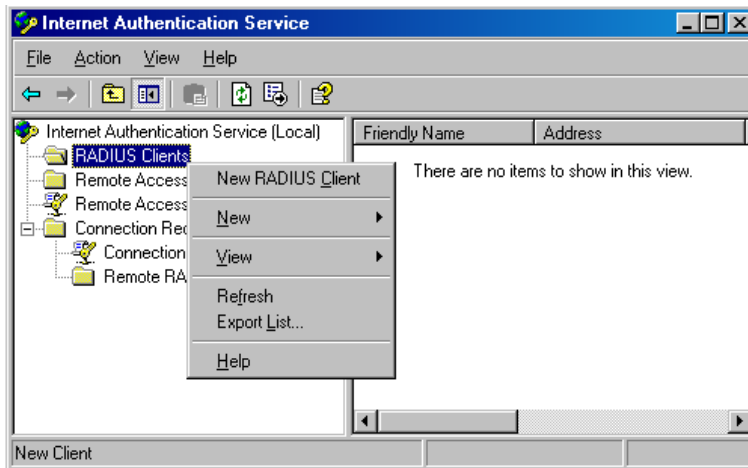 Internet Authentication Service
File Action View Help
Internet Authentication Service (Local)
RADIUS Clients
Remote Access
Remote Access
Connection Req
Connection
Remote RA
New RADIUS Client
New
View
Refresh
Export List...
Help
Friendly Name Address
There are no items to show in this view.
New Client